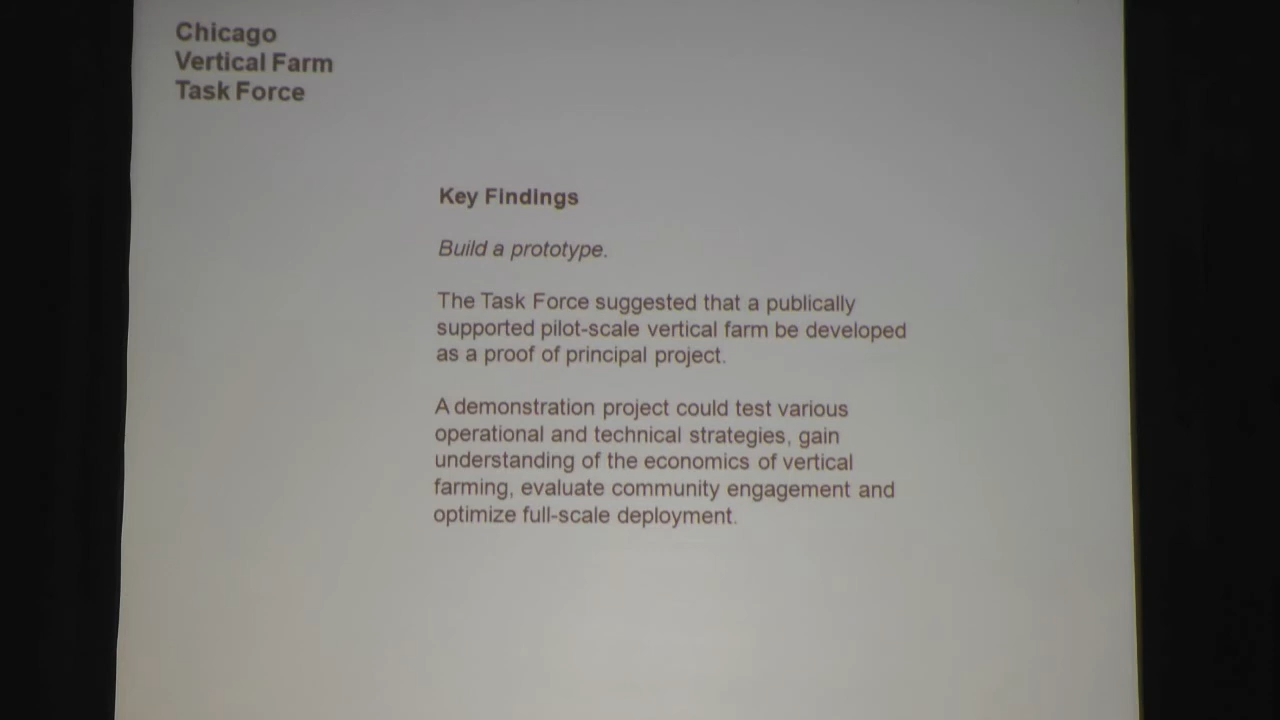 Chicago
Vertical Farm
Task Force
Key Findings
Build a prototype.
The Task Force suggested that a publically
supported pilot-scale vertical farm be developed
as a proof of principal project.
A demonstration project could test various
operational and technical strategies, gain
understanding of the economics of vertical
farming, evaluate community engagement and
optimize full-scale deployment.